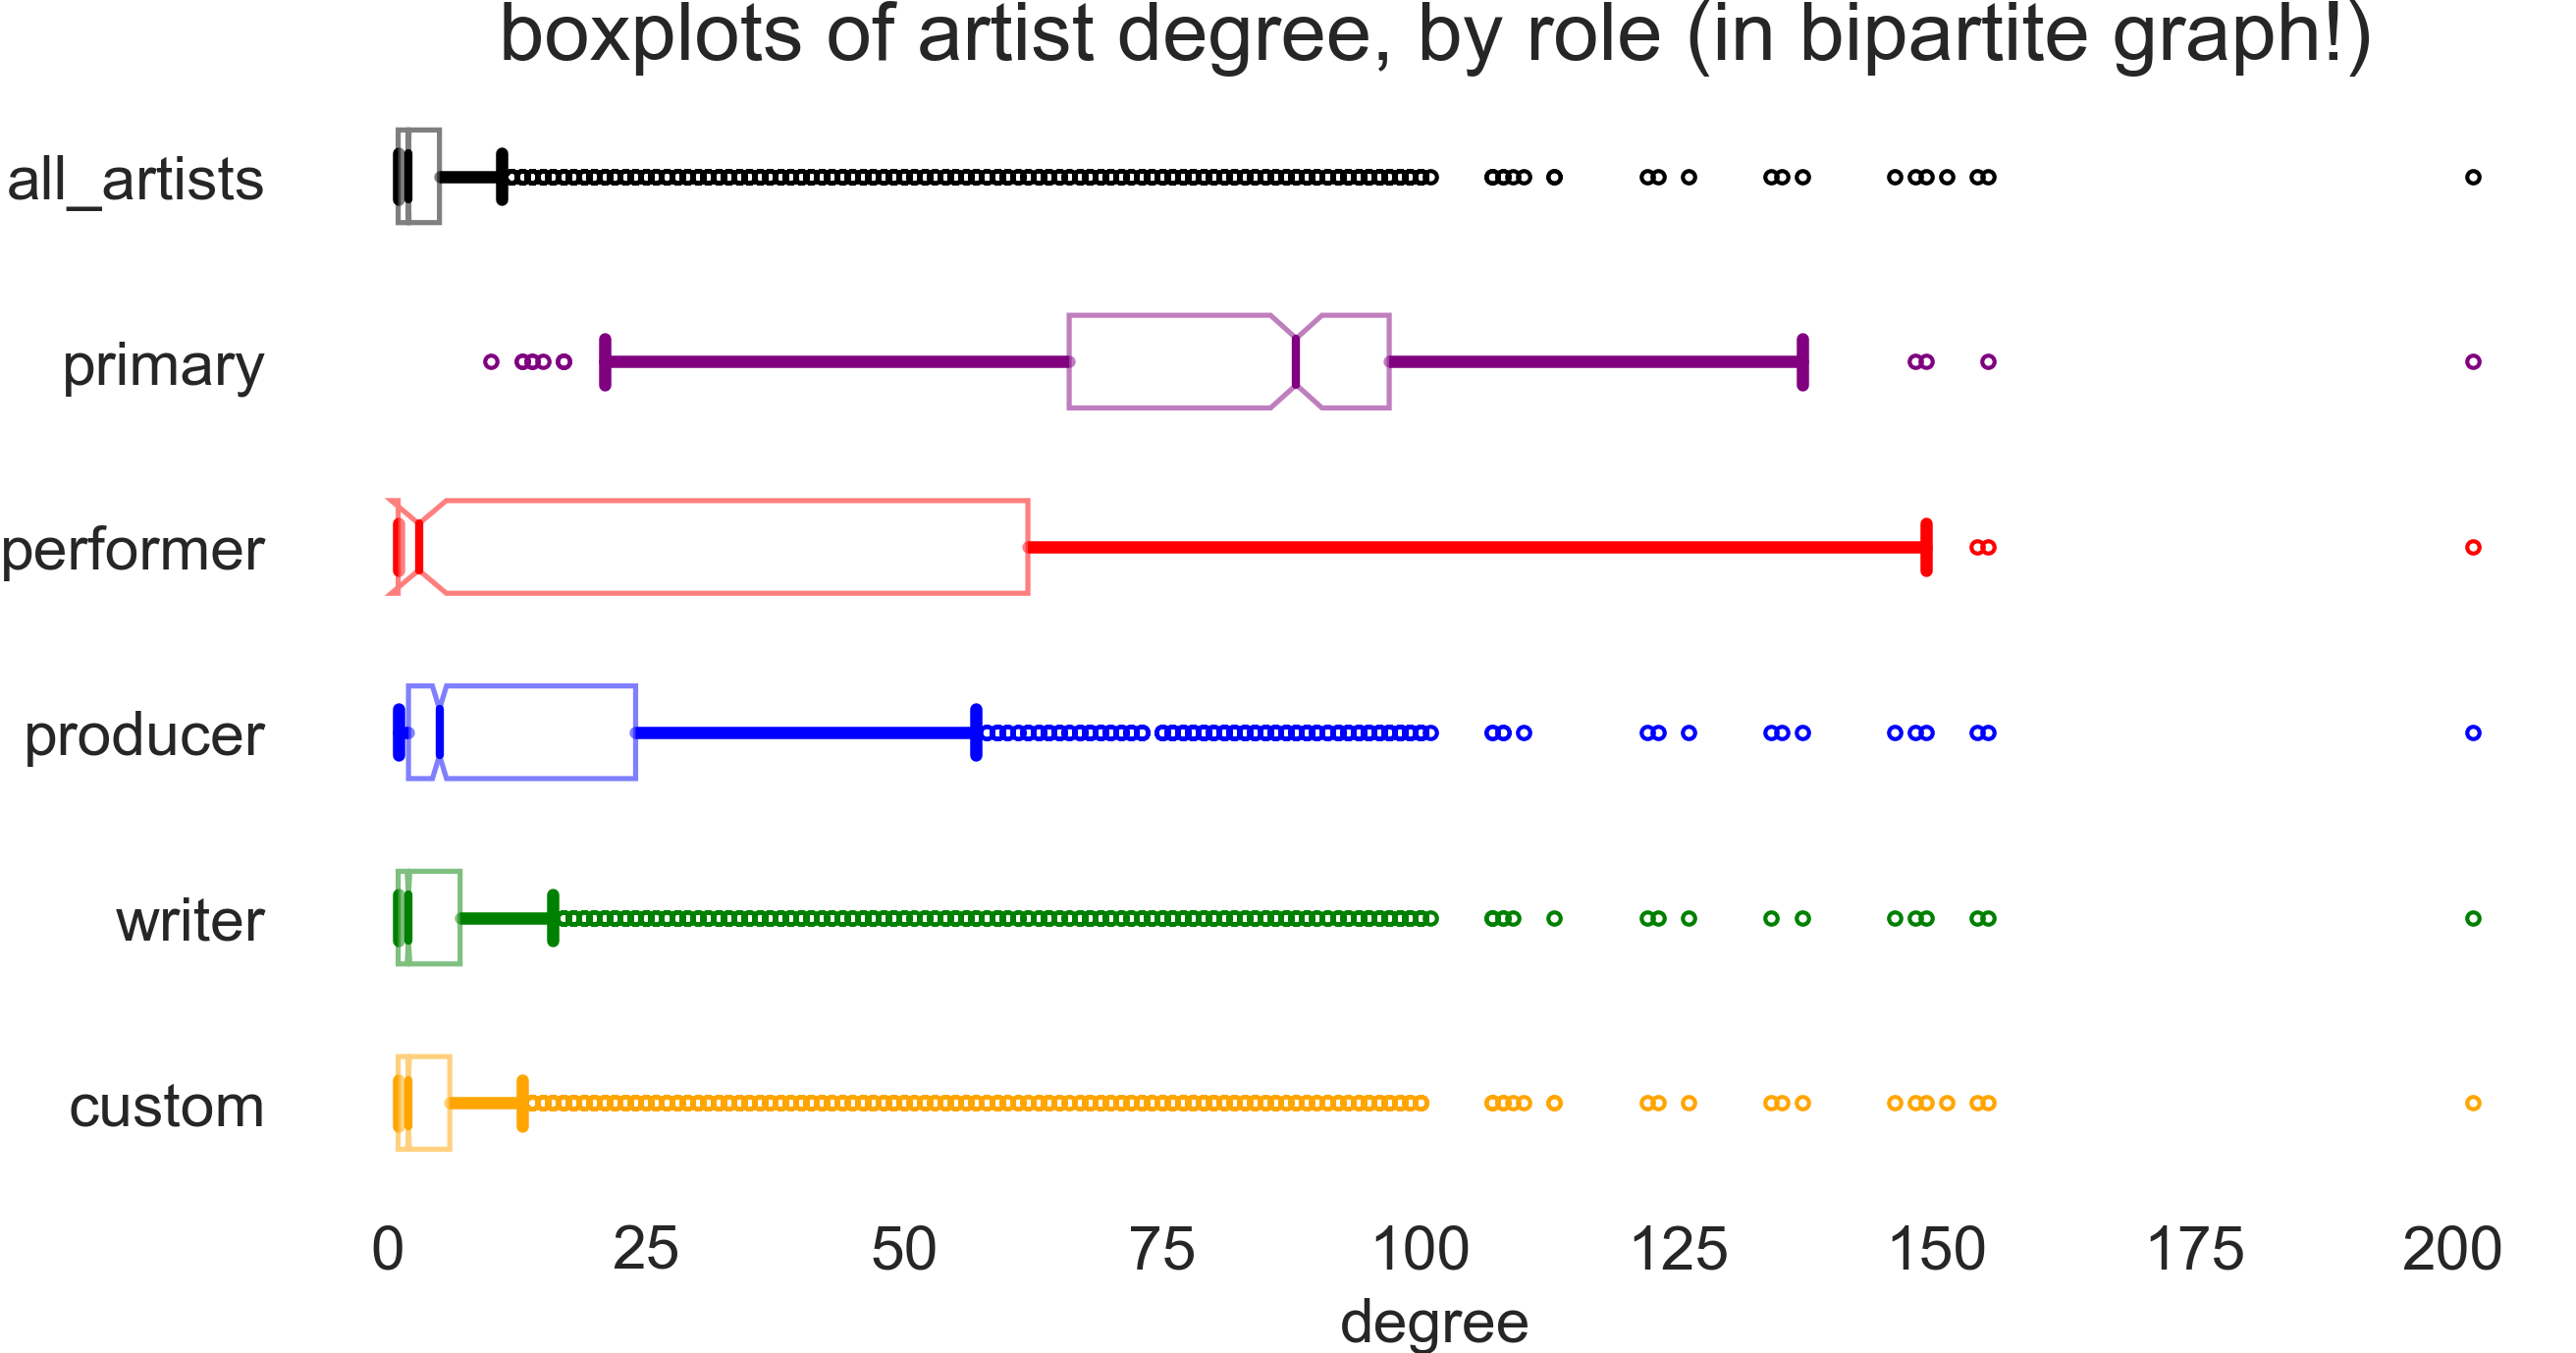 boxplots of artist degree, by role (in bipartite graph!)
all_artists
primary
performer
producer
writer
custom
0 25 50 75 100 125 150 175 200
degree